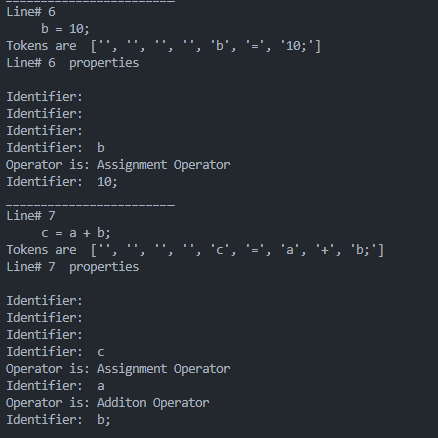 Line# 6
b = 10;
Tokens are ['', '', '', '', 'b', '=', '10;']
Line# 6 properties
Identifier:
Identifier:
Identifier:
Identifier: b
Operator is: Assignment Operator
Identifier: 10;
________________________
Line# 7
c = a + b;
Tokens are ['', '', '', '', 'c', '=', 'a', '+', 'b;']
Line# 7 properties
Identifier:
Identifier:
Identifier:
Identifier: c
Operator is: Assignment Operator
Identifier: a
Operator is: Additon Operator
Identifier: b;